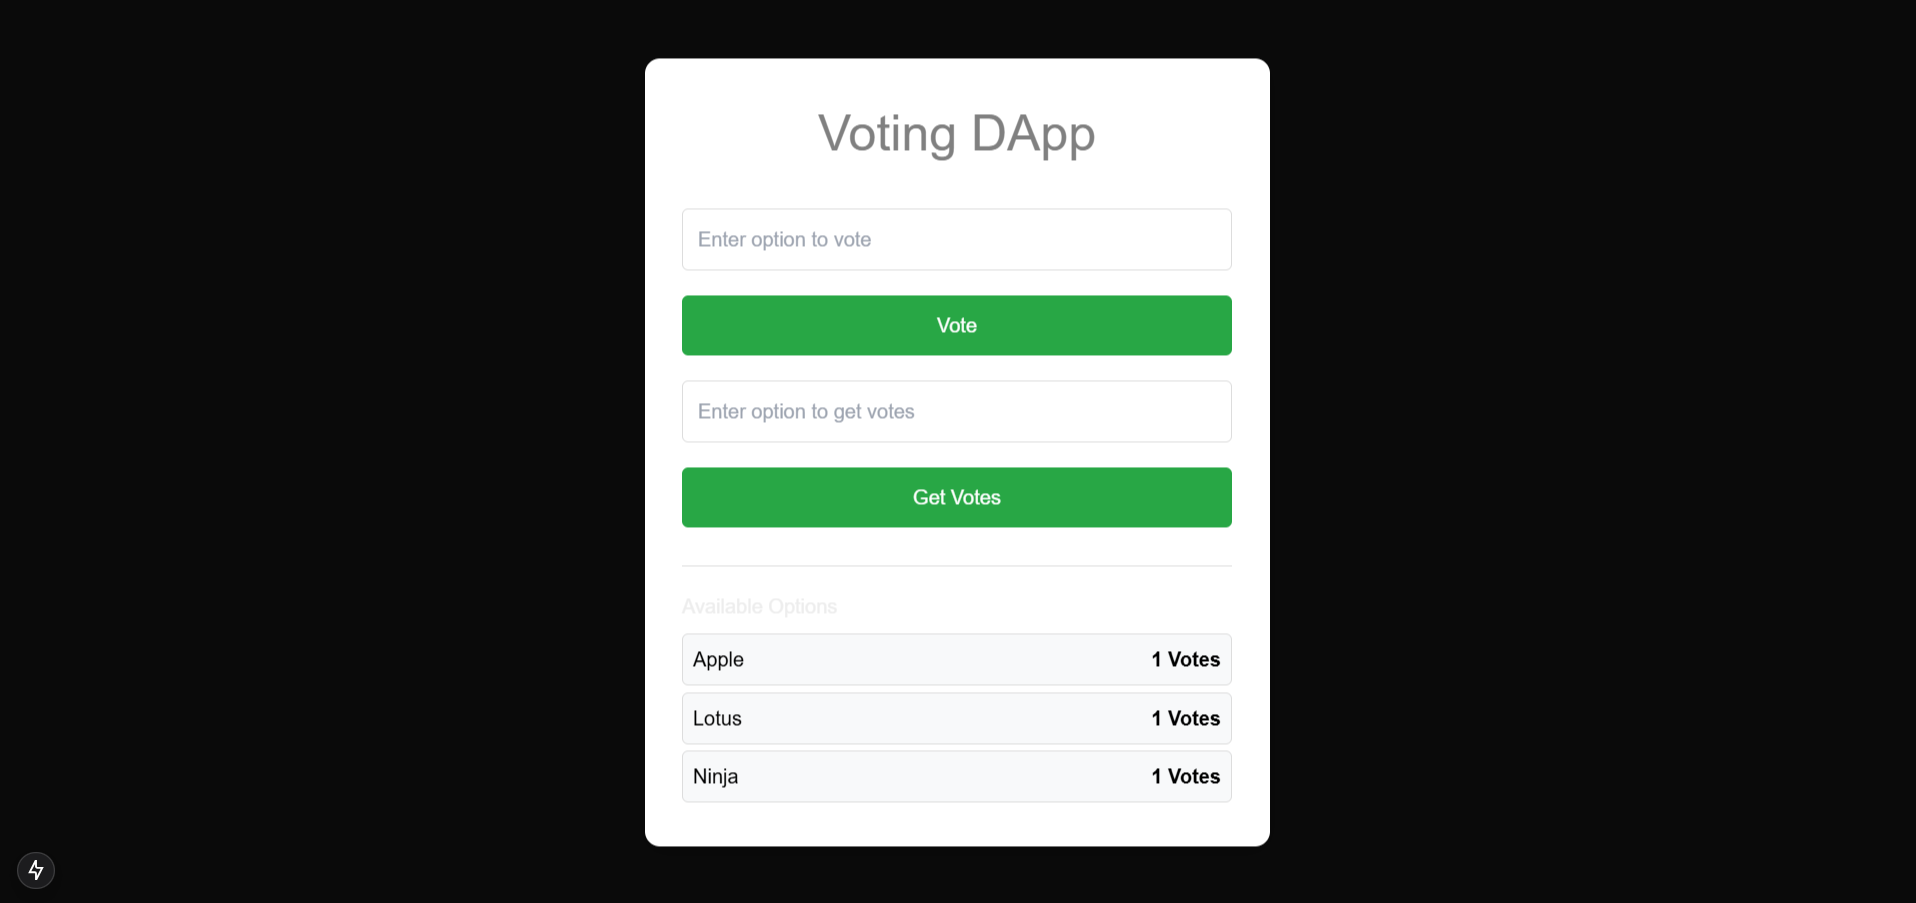 Voting DApp
Enter option to vote
Vote
Enter option to get votes
Get Votes
Available Options
Apple 1 Votes
Lotus 1 Votes
Ninja 1 Votes